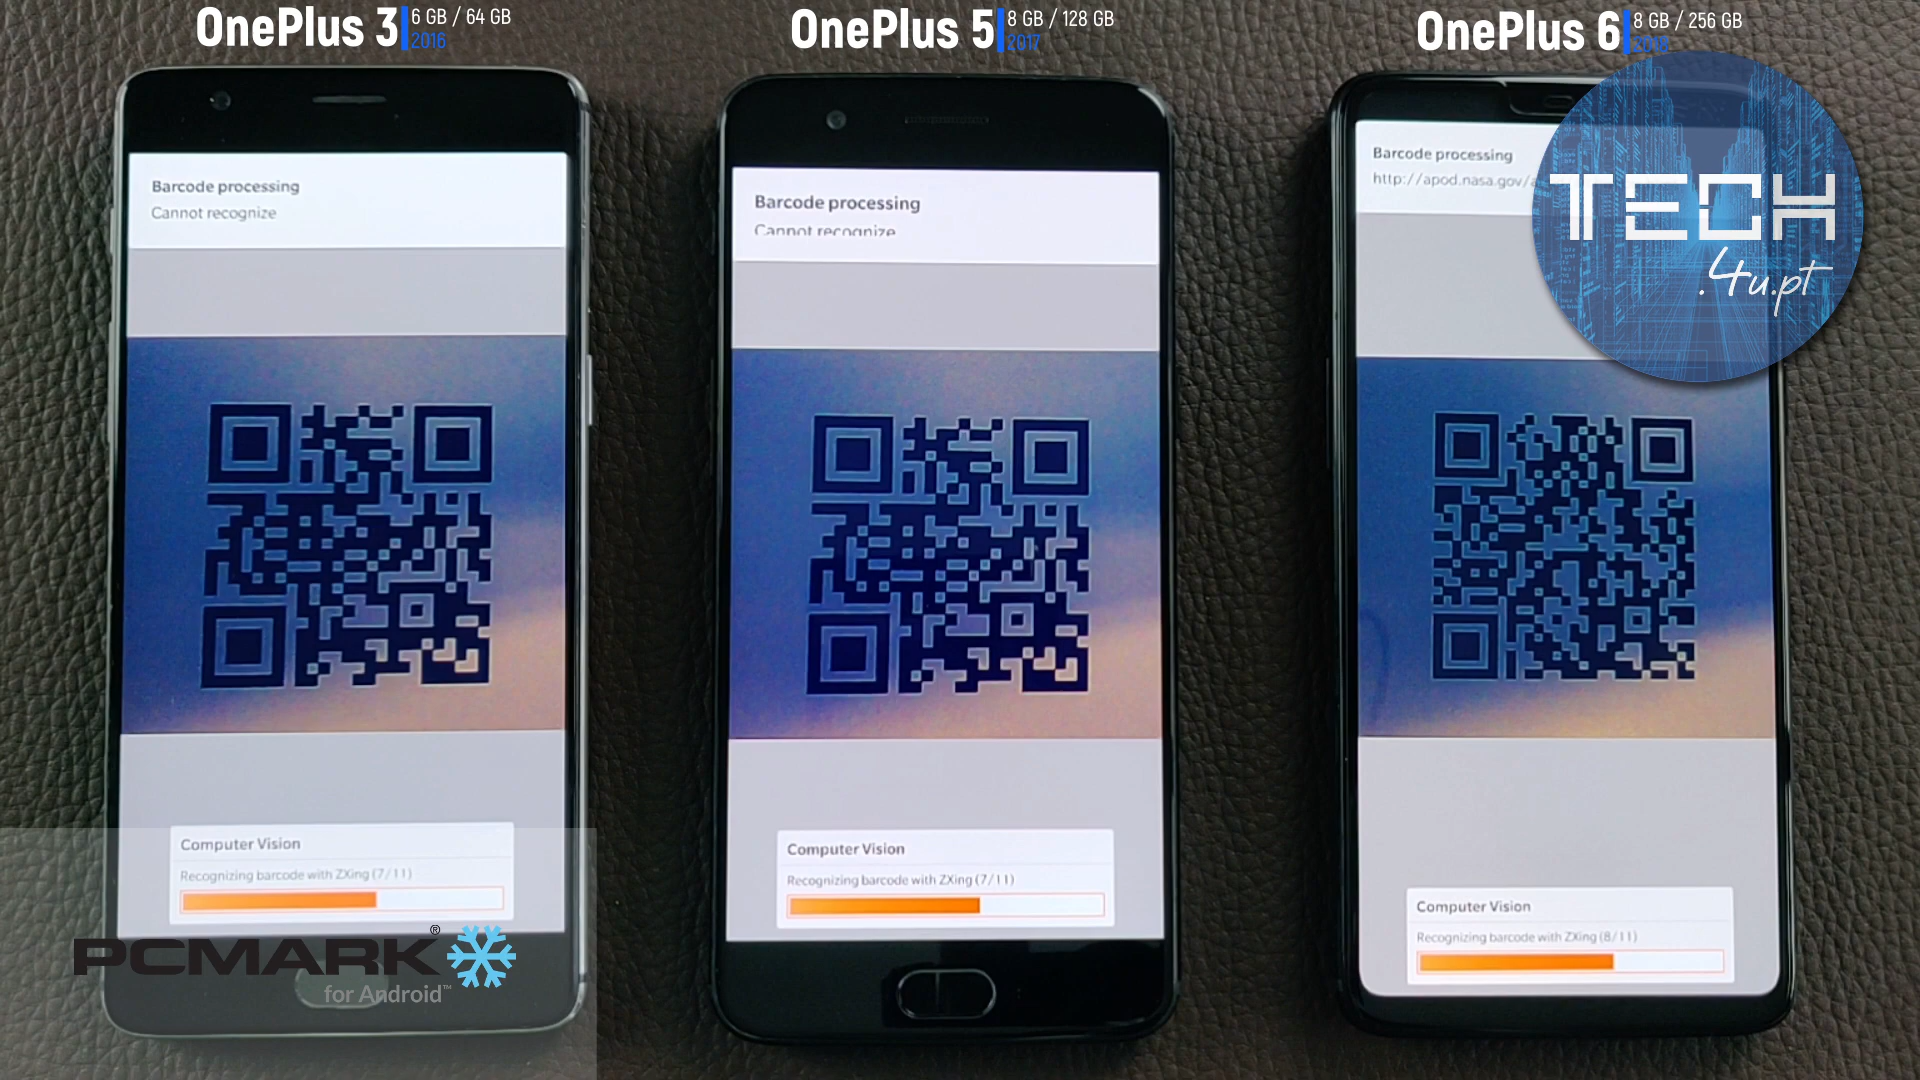 OnePlus 3
6 GB / 64 GB
2016
OnePlus 5
8 GB / 128 GB
2017
OnePlus 6
8 GB / 256 GB
2018
Barcode processing
Cannot recognize
Barcode processing
Cannot recognize
Barcode processing
http://apod.nasa.gov/
TECH
.4u.pt
Computer Vision
Recognizing barcode with ZXing (7/11)
Computer Vision
Recognizing barcode with ZXing (7/11)
Computer Vision
Recognizing barcode with ZXing (8/11)
PCMARK®
for Android™